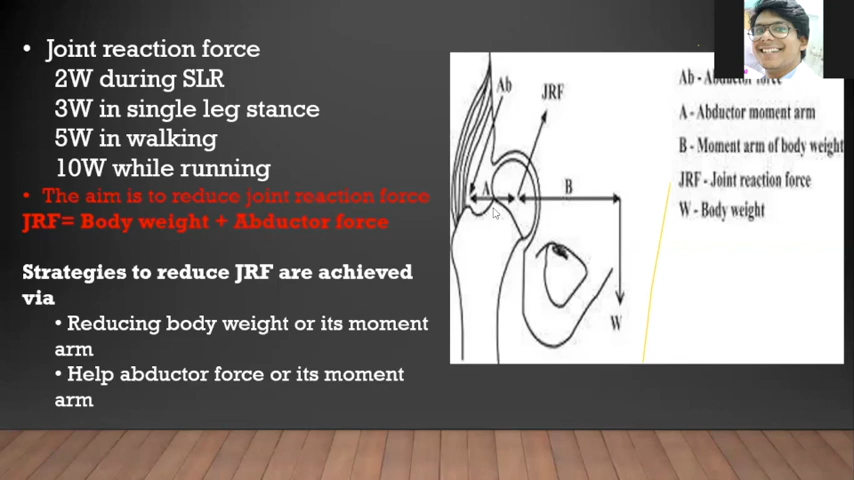 • Joint reaction force
2W during SLR
3W in single leg stance
5W in walking
10W while running
• The aim is to reduce joint reaction force
JRF= Body weight + Abductor force
Strategies to reduce JRF are achieved
via
• Reducing body weight or its moment
arm
• Help abductor force or its moment
arm
Ab
JRF
A
B
W
Ab - Abductor force
A - Abductor moment arm
B - Moment arm of body weight
JRF - Joint reaction force
W - Body weight